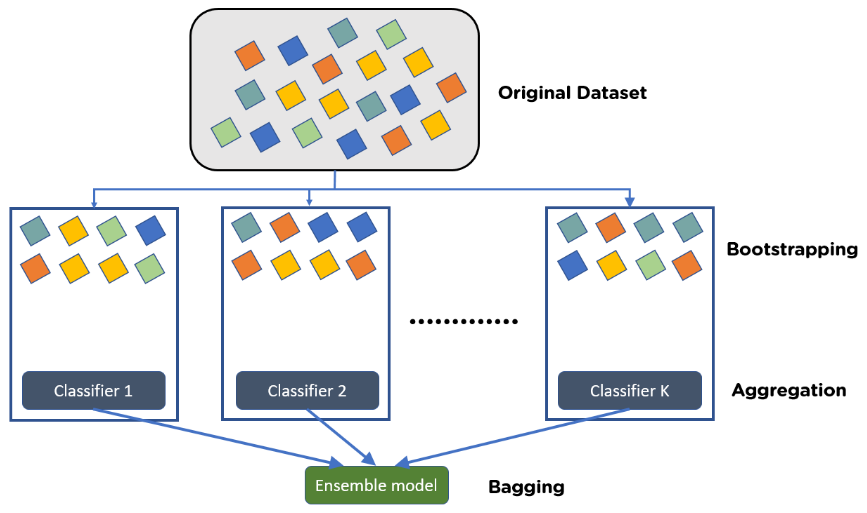 Original Dataset
Bootstrapping
Classifier 1
Classifier 2
Classifier K
Aggregation
Ensemble model
Bagging